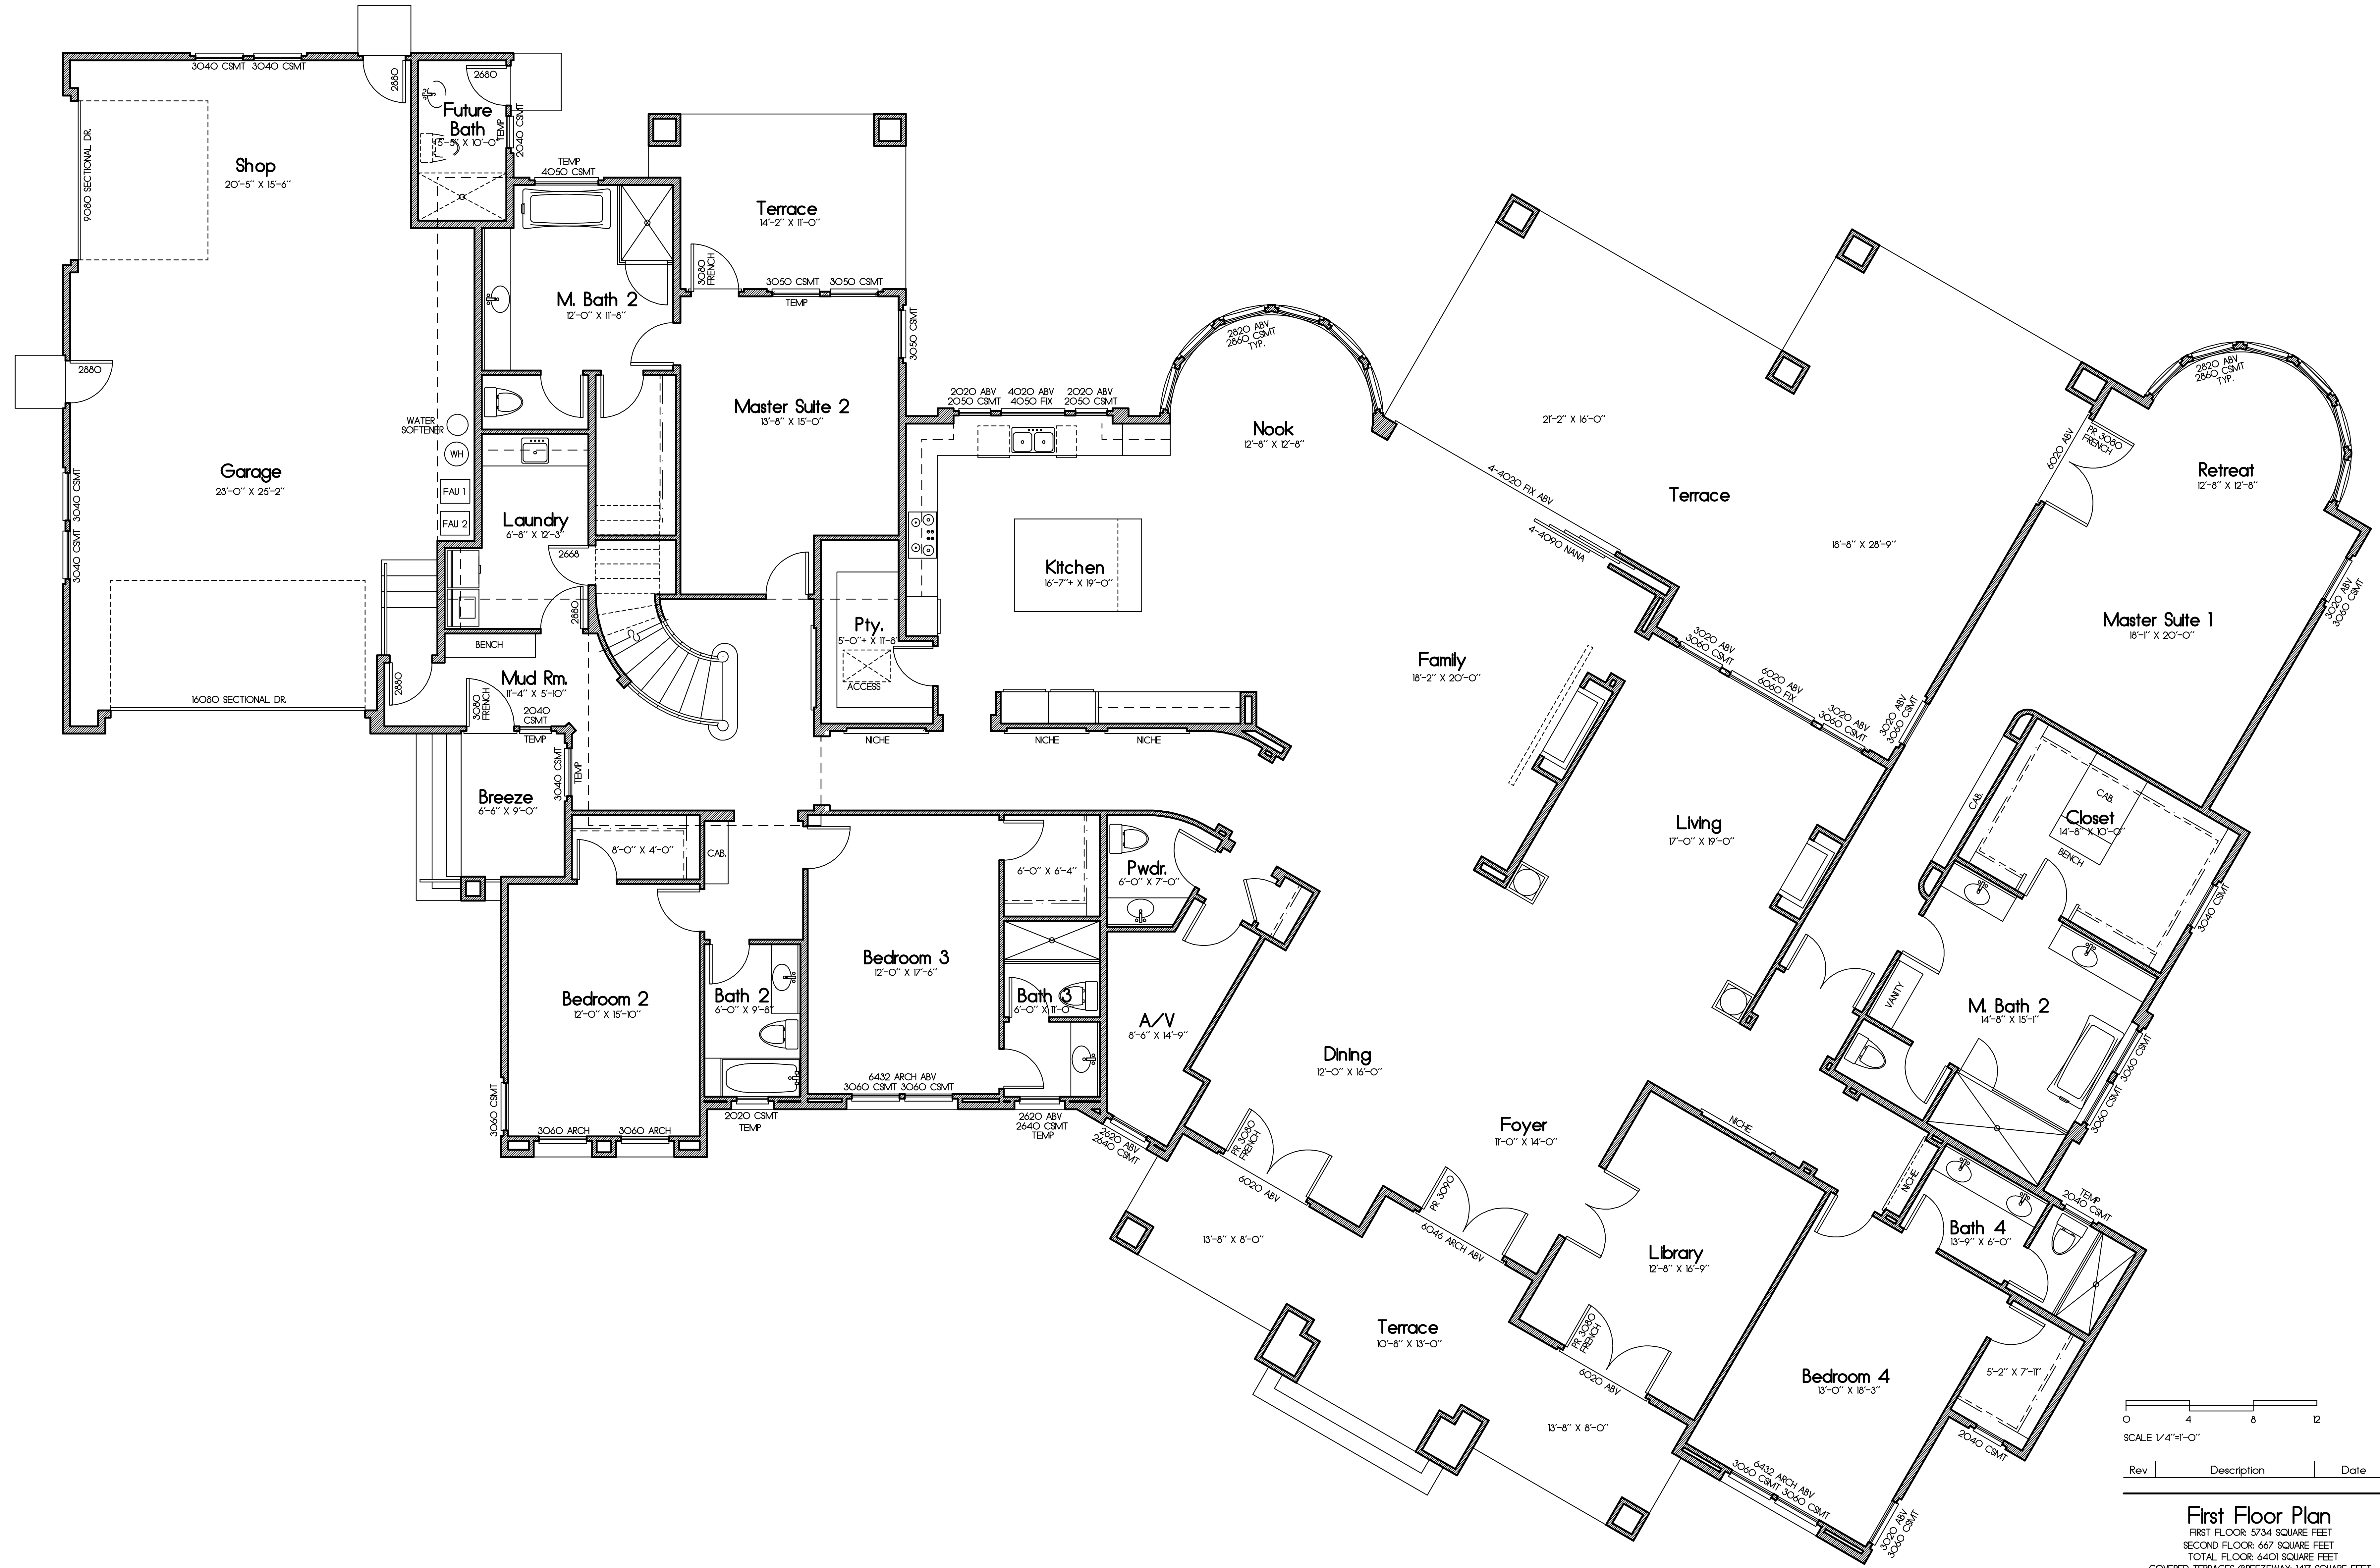 3040 CSMT 3040 CSMT
2880
2680
Future
Bath
5'-5" X 10'-0"
TEMP
2040 CSMT
9080 SECTIONAL DR.
Shop
20'-5" X 15'-6"
TEMP
4050 CSMT
Terrace
14'-2" X 11'-0"
3080
FRENCH
3050 CSMT 3050 CSMT
TEMP
3050 CSMT
M. Bath 2
12'-0" X 11'-8"
2880
Master Suite 2
13'-8" X 15'-0"
WATER
SOFTENER
WH
FAU 1
FAU 2
Garage
23'-0" X 25'-2"
3040 CSMT 3040 CSMT
Laundry
6'-8" X 12'-3"
2668
2880
BENCH
Mud Rm.
11'-4" X 5'-10"
2880
3080
FRENCH
2040
CSMT
TEMP
16080 SECTIONAL DR.
3040 CSMT
TEMP
Breeze
6'-6" X 9'-0"
Pty.
5'-0"+ X 11'-8"
ACCESS
NICHE
NICHE
NICHE
2020 ABV
2050 CSMT
4020 ABV
4050 FIX
2020 ABV
2050 CSMT
2820 ABV
2860 CSMT
TYP.
Nook
12'-8" X 12'-8"
Kitchen
16'-7"+ X 19'-0"
21'-2" X 16'-0"
4-4020 FIX ABV
4-4090 NANA
Terrace
18'-8" X 28'-9"
6020 ABV
PR 3080
FRENCH
2820 ABV
2860 CSMT
TYP.
Retreat
12'-8" X 12'-8"
Master Suite 1
18'-1" X 20'-0"
3020 ABV
3060 CSMT
Family
18'-2" X 20'-0"
3020 ABV
3060 CSMT
6020 ABV
6060 FIX
3020 ABV
3060 CSMT
3020 ABV
3060 CSMT
Living
17'-0" X 19'-0"
CAB.
CAB.
Closet
14'-8" X 10'-0"
BENCH
3040 CSMT
8'-0" X 4'-0"
CAB.
6'-0" X 6'-4"
Pwdr.
6'-0" X 7'-0"
Bedroom 2
12'-0" X 15'-10"
Bath 2
6'-0" X 9'-8"
Bedroom 3
12'-0" X 17'-6"
Bath 3
6'-0" X 11'-0"
A/V
8'-6" X 14'-9"
VANITY
M. Bath 2
14'-8" X 15'-1"
3060 CSMT 3060 CSMT
3060 CSMT
3060 ARCH 3060 ARCH
2020 CSMT
TEMP
6432 ARCH ABV
3060 CSMT 3060 CSMT
2620 ABV
2640 CSMT
TEMP
2620 ABV
2640 CSMT
Dining
12'-0" X 16'-0"
Foyer
11'-0" X 14'-0"
NICHE
PR 3080
FRENCH
6020 ABV
PR 3090
6046 ARCH ABV
NICHE
TEMP
2040 CSMT
Bath 4
13'-9" X 6'-0"
13'-8" X 8'-0"
Library
12'-8" X 16'-9"
Terrace
10'-8" X 13'-0"
PR 3080
FRENCH
6020 ABV
13'-8" X 8'-0"
Bedroom 4
13'-0" X 18'-3"
5'-2" X 7'-11"
2040 CSMT
6432 ARCH ABV
3060 CSMT 3060 CSMT
3020 ABV
3060 CSMT
0 4 8 12
SCALE 1/4"=1'-0"
Rev Description Date
First Floor Plan
FIRST FLOOR: 5734 SQUARE FEET
SECOND FLOOR: 667 SQUARE FEET
TOTAL FLOOR: 6401 SQUARE FEET